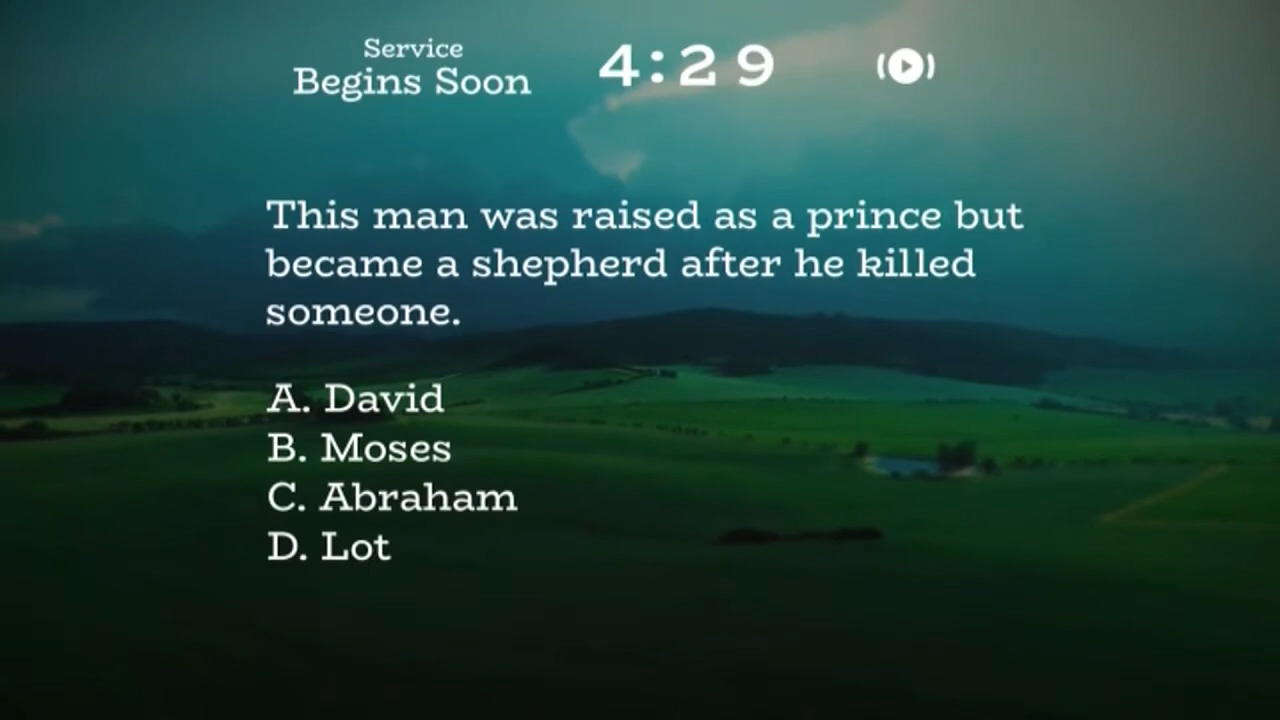 Service
Begins Soon
4:29
This man was raised as a prince but
became a shepherd after he killed
someone.
A. David
B. Moses
C. Abraham
D. Lot